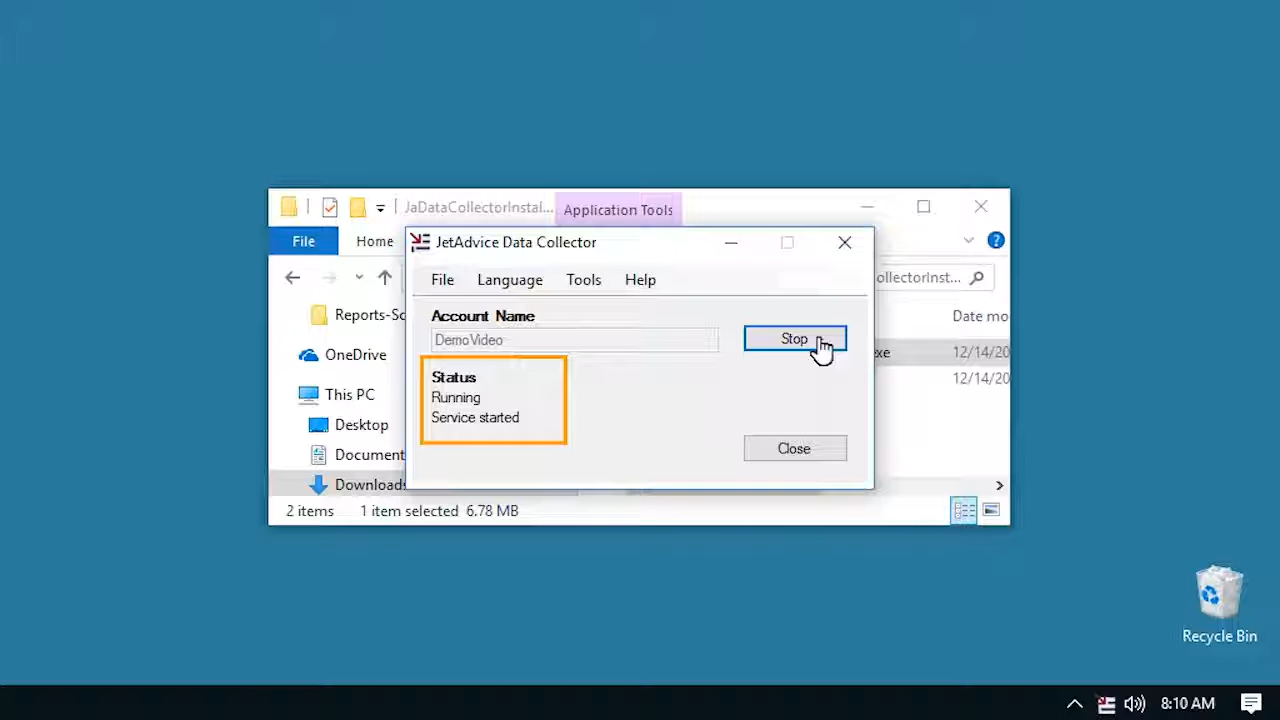 JaDataCollectorInstal...
Application Tools
File
Home
?
ollectorInst...
Reports-Sc
Date mo
OneDrive
exe
12/14/20
12/14/20
This PC
Desktop
Document
Downloads
2 items
1 item selected 6.78 MB
JetAdvice Data Collector
File
Language
Tools
Help
Account Name
DemoVideo
Stop
Status
Running
Service started
Close
Recycle Bin
8:10 AM